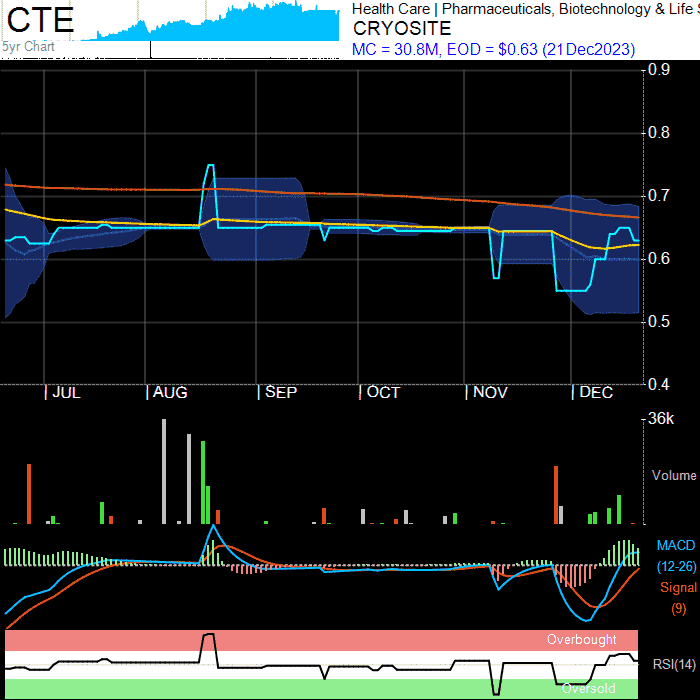 CTE
5yr Chart
Health Care | Pharmaceuticals, Biotechnology & Life S
CRYOSITE
MC = 30.8M, EOD = $0.63 (21Dec2023)
0.9
0.8
0.7
0.6
0.5
0.4
JUL AUG SEP OCT NOV DEC
36k
Volume
MACD
(12-26)
Signal
(9)
Overbought
RSI(14)
Oversold